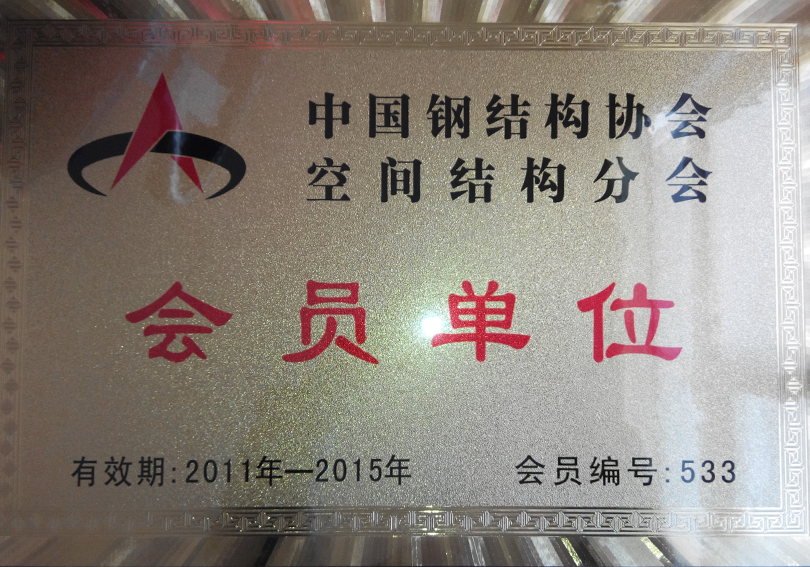 中国钢结构协会
空间结构分会
会员单位
有效期:2011年—2015年 会员编号:533